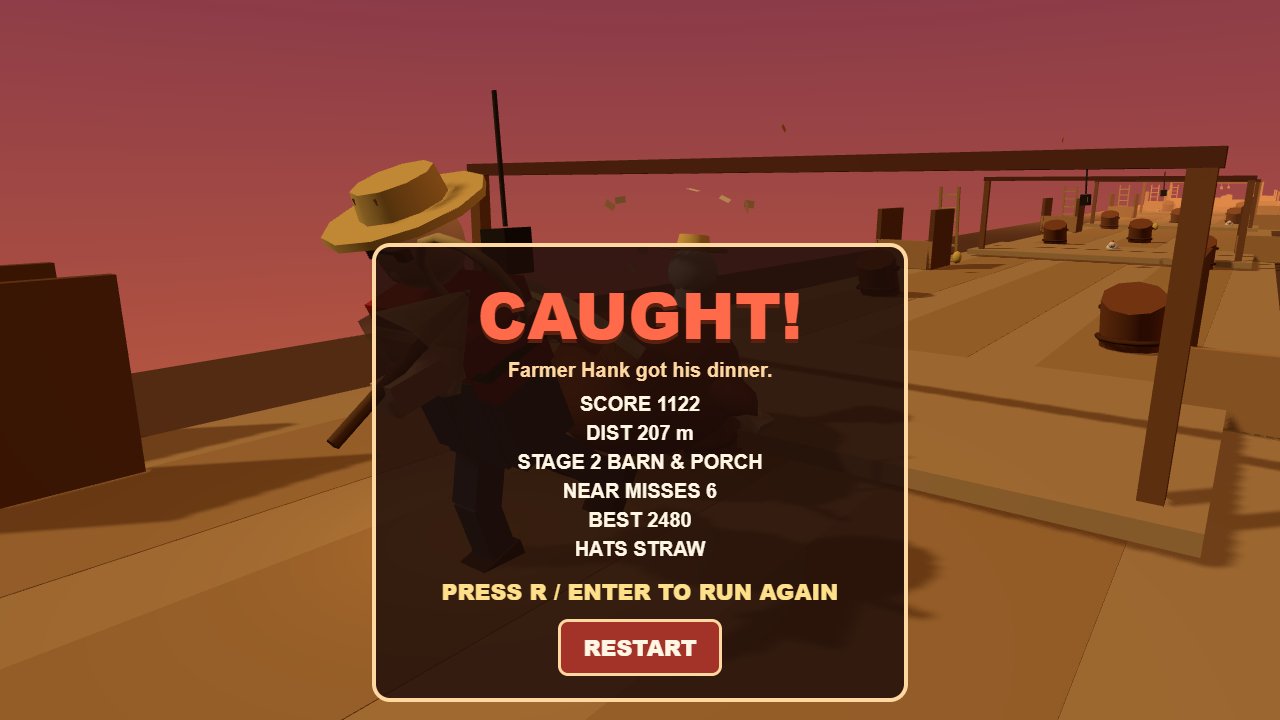 CAUGHT!
Farmer Hank got his dinner.
SCORE 1122
DIST 207 m
STAGE 2 BARN & PORCH
NEAR MISSES 6
BEST 2480
HATS STRAW
PRESS R / ENTER TO RUN AGAIN
RESTART